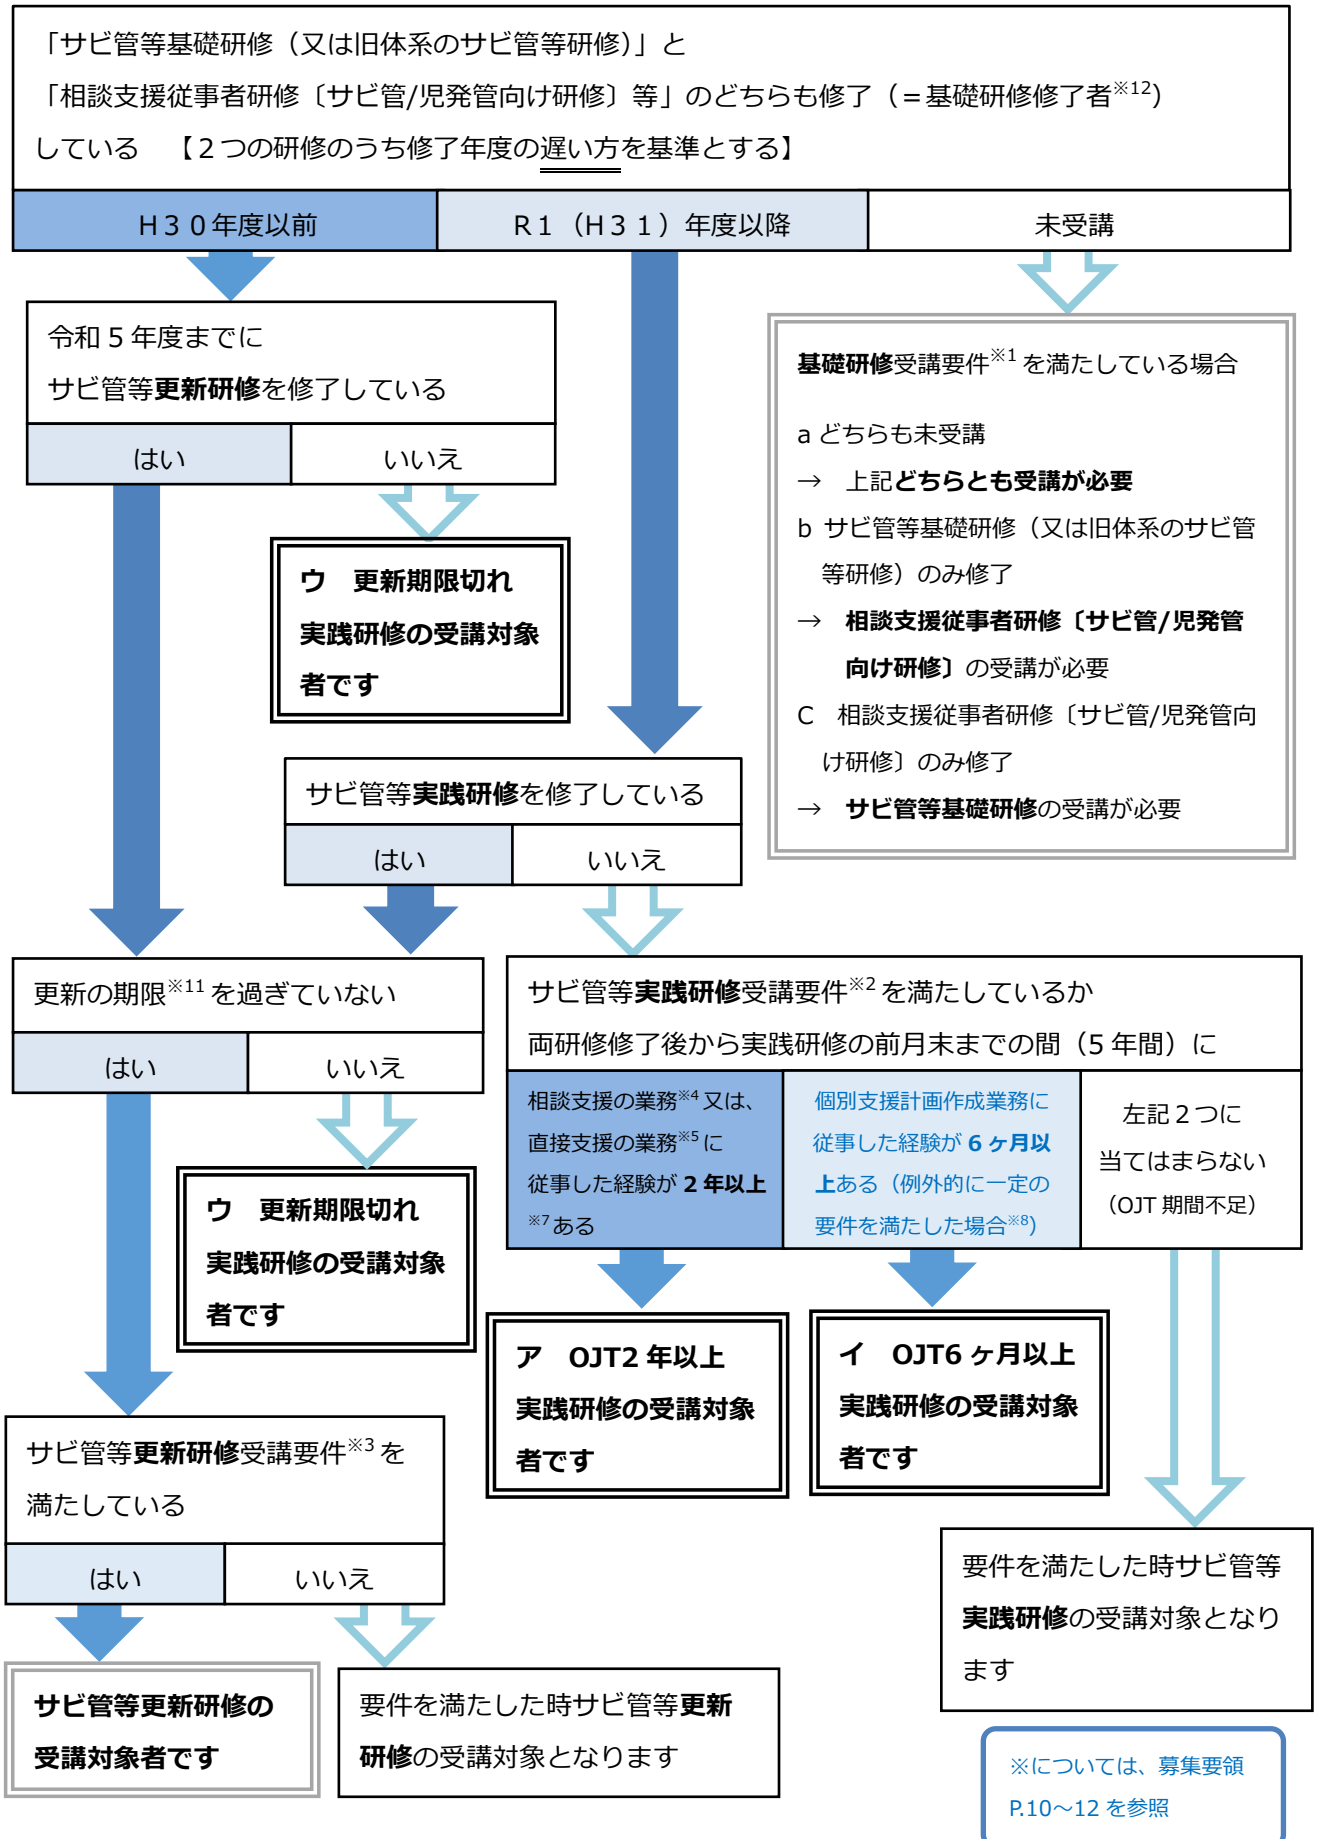 「サビ管等基礎研修（又は旧体系のサビ管等研修）」と
「相談支援従事者研修〔サビ管/児発管向け研修〕等」のどちらも修了（＝基礎研修修了者※12）
している　【２つの研修のうち修了年度の遅い方を基準とする】
Ｈ３０年度以前
Ｒ１（Ｈ３１）年度以降
未受講
令和 5 年度までに
サビ管等更新研修を修了している
はい
いいえ
ウ　更新期限切れ
実践研修の受講対象
者です
基礎研修受講要件※1 を満たしている場合
a どちらも未受講
→　上記どちらとも受講が必要
b サビ管等基礎研修（又は旧体系のサビ管
等研修）のみ修了
→　相談支援従事者研修〔サビ管/児発管
向け研修〕の受講が必要
C　相談支援従事者研修〔サビ管/児発管向
け研修〕のみ修了
→　サビ管等基礎研修の受講が必要
サビ管等実践研修を修了している
はい
いいえ
更新の期限※11 を過ぎていない
はい
いいえ
ウ　更新期限切れ
実践研修の受講対象
者です
サビ管等実践研修受講要件※2 を満たしているか
両研修修了後から実践研修の前月末までの間（5 年間）に
相談支援の業務※4 又は、
直接支援の業務※5 に
従事した経験が 2 年以上
※7 ある
個別支援計画作成業務に
従事した経験が 6 ヶ月以
上ある（例外的に一定の
要件を満たした場合※8）
左記 2 つに
当てはまらない
（OJT 期間不足）
ア　OJT2 年以上
実践研修の受講対象
者です
イ　OJT6 ヶ月以上
実践研修の受講対象
者です
サビ管等更新研修受講要件※3 を
満たしている
はい
いいえ
サビ管等更新研修の
受講対象者です
要件を満たした時サビ管等更新
研修の受講対象となります
要件を満たした時サビ管等
実践研修の受講対象となり
ます
※については、募集要領
P.10～12 を参照